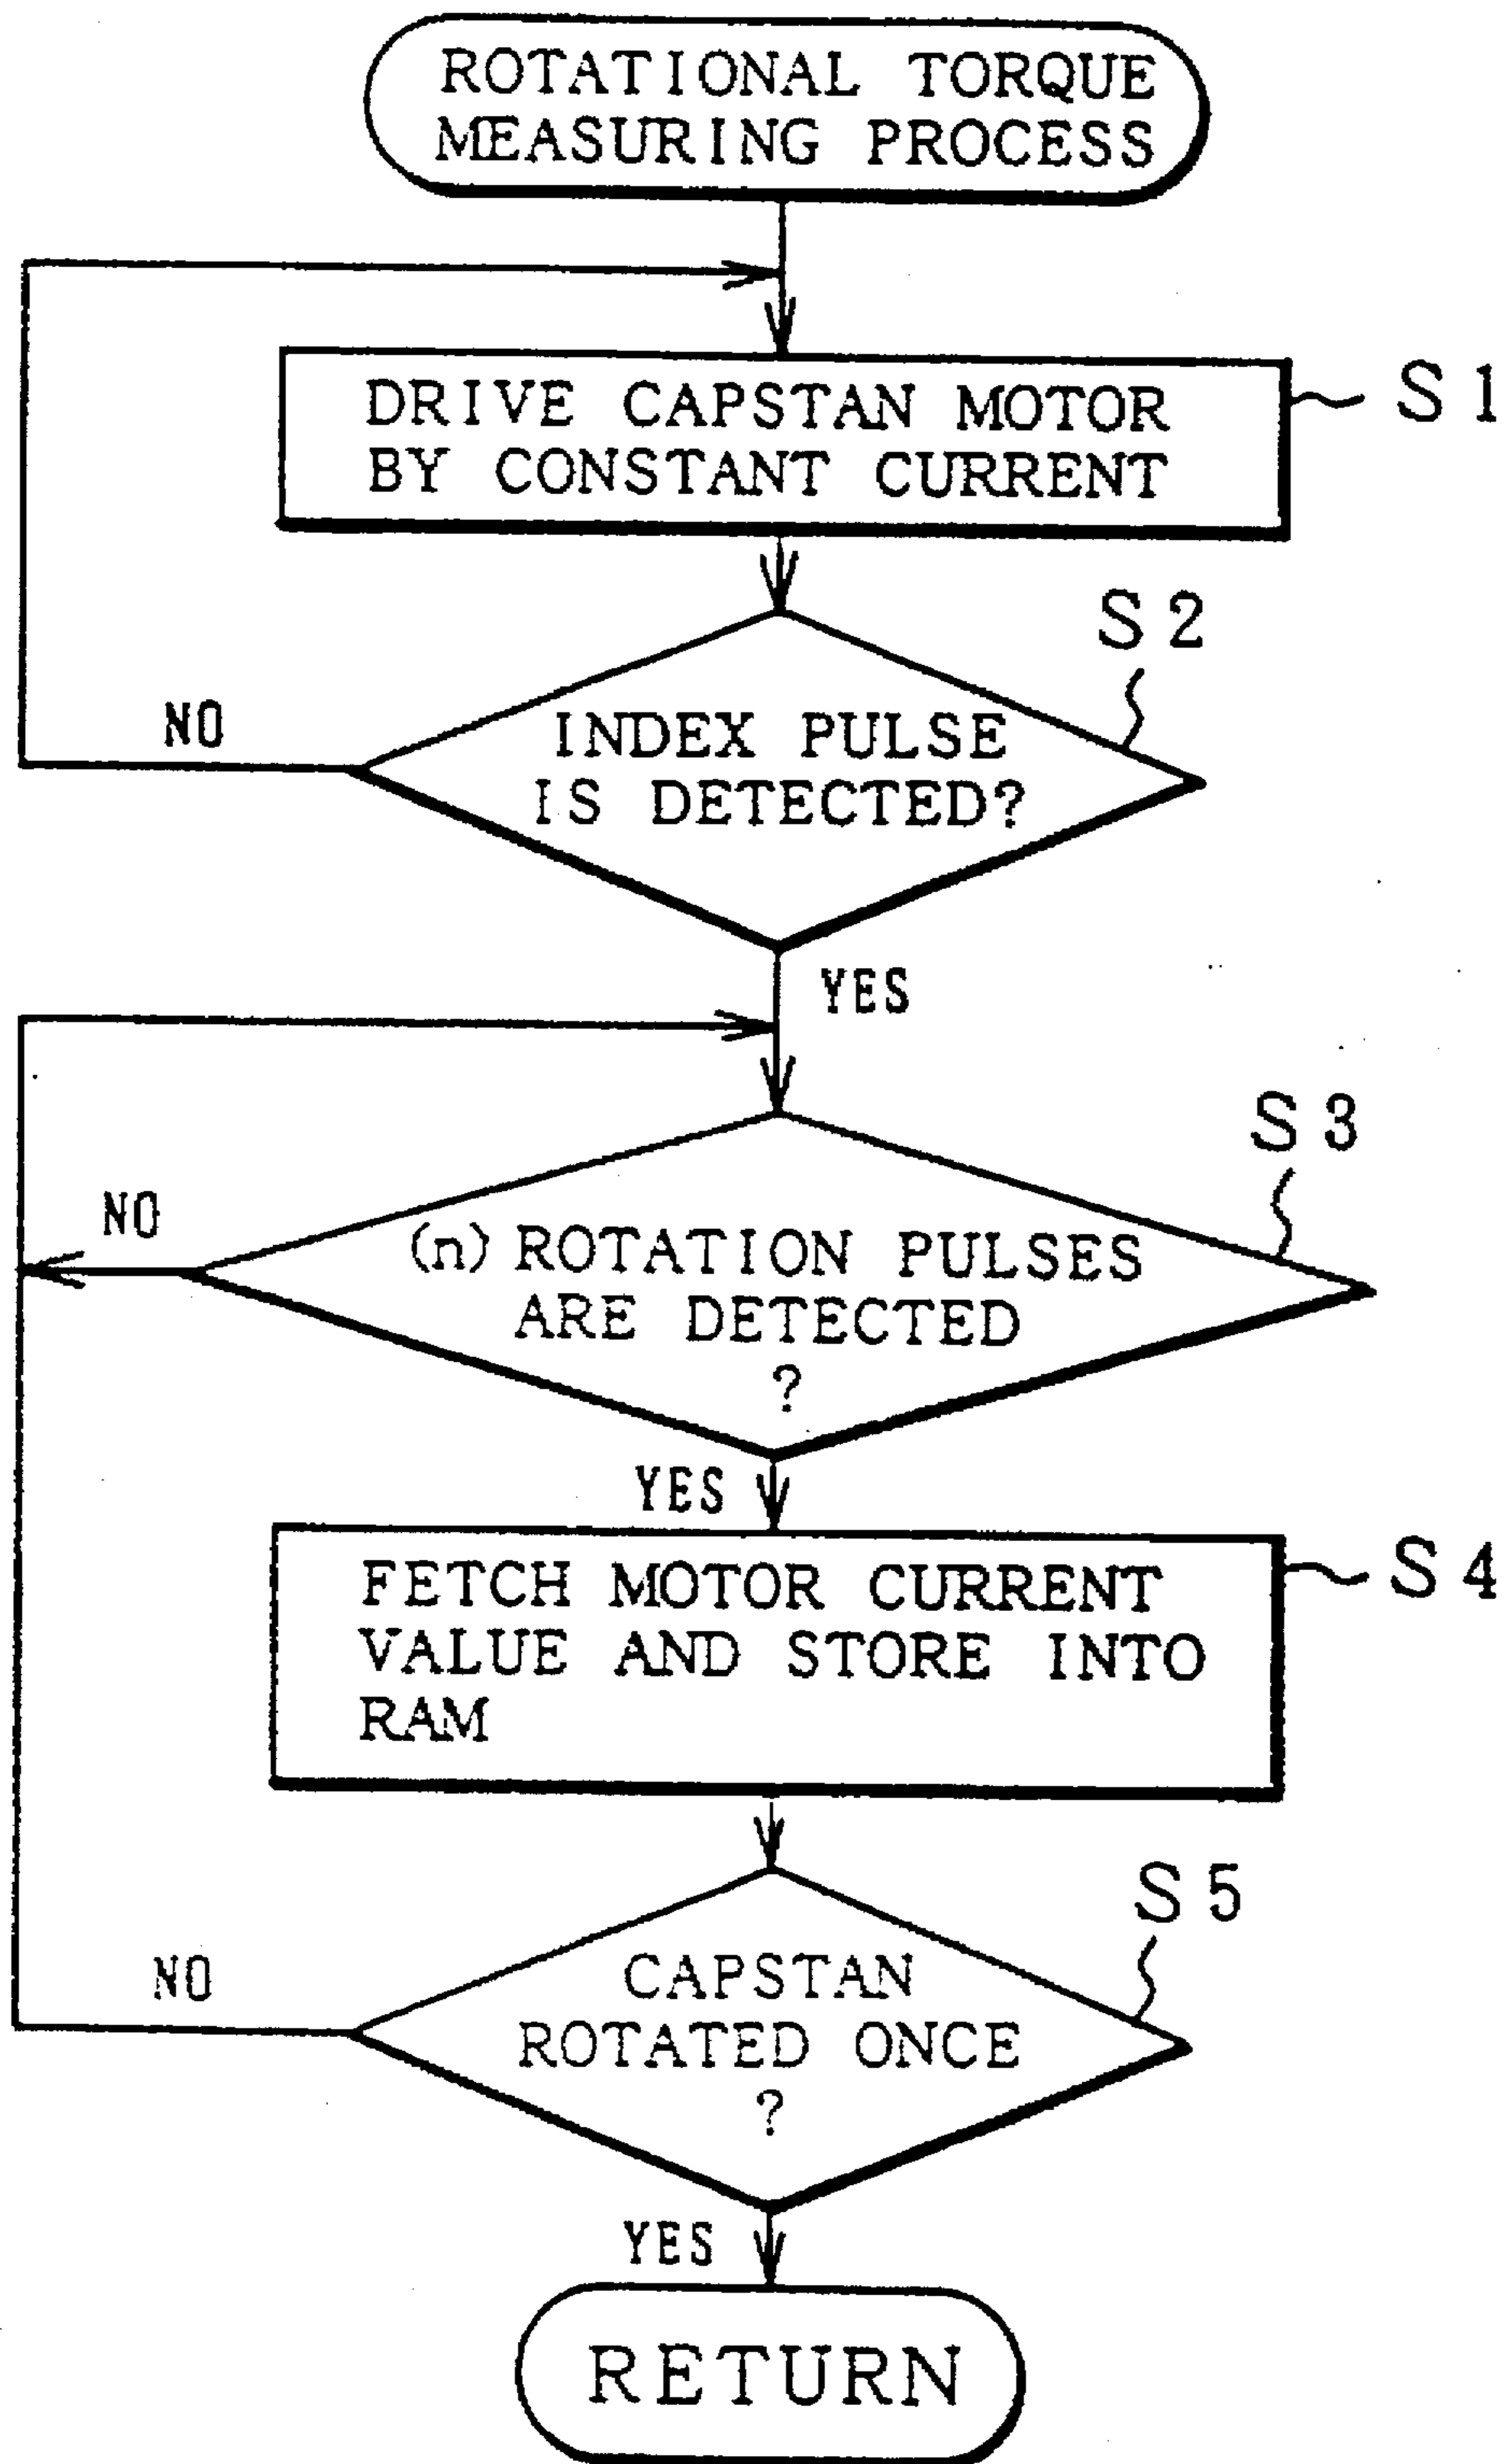 ROTATIONAL TORQUE
MEASURING PROCESS
DRIVE CAPSTAN MOTOR
BY CONSTANT CURRENT
S1
S2
NO
INDEX PULSE
IS DETECTED?
YES
S3
NO
(n) ROTATION PULSES
ARE DETECTED
?
YES
FETCH MOTOR CURRENT
VALUE AND STORE INTO
RAM
S4
S5
NO
CAPSTAN
ROTATED ONCE
?
YES
RETURN